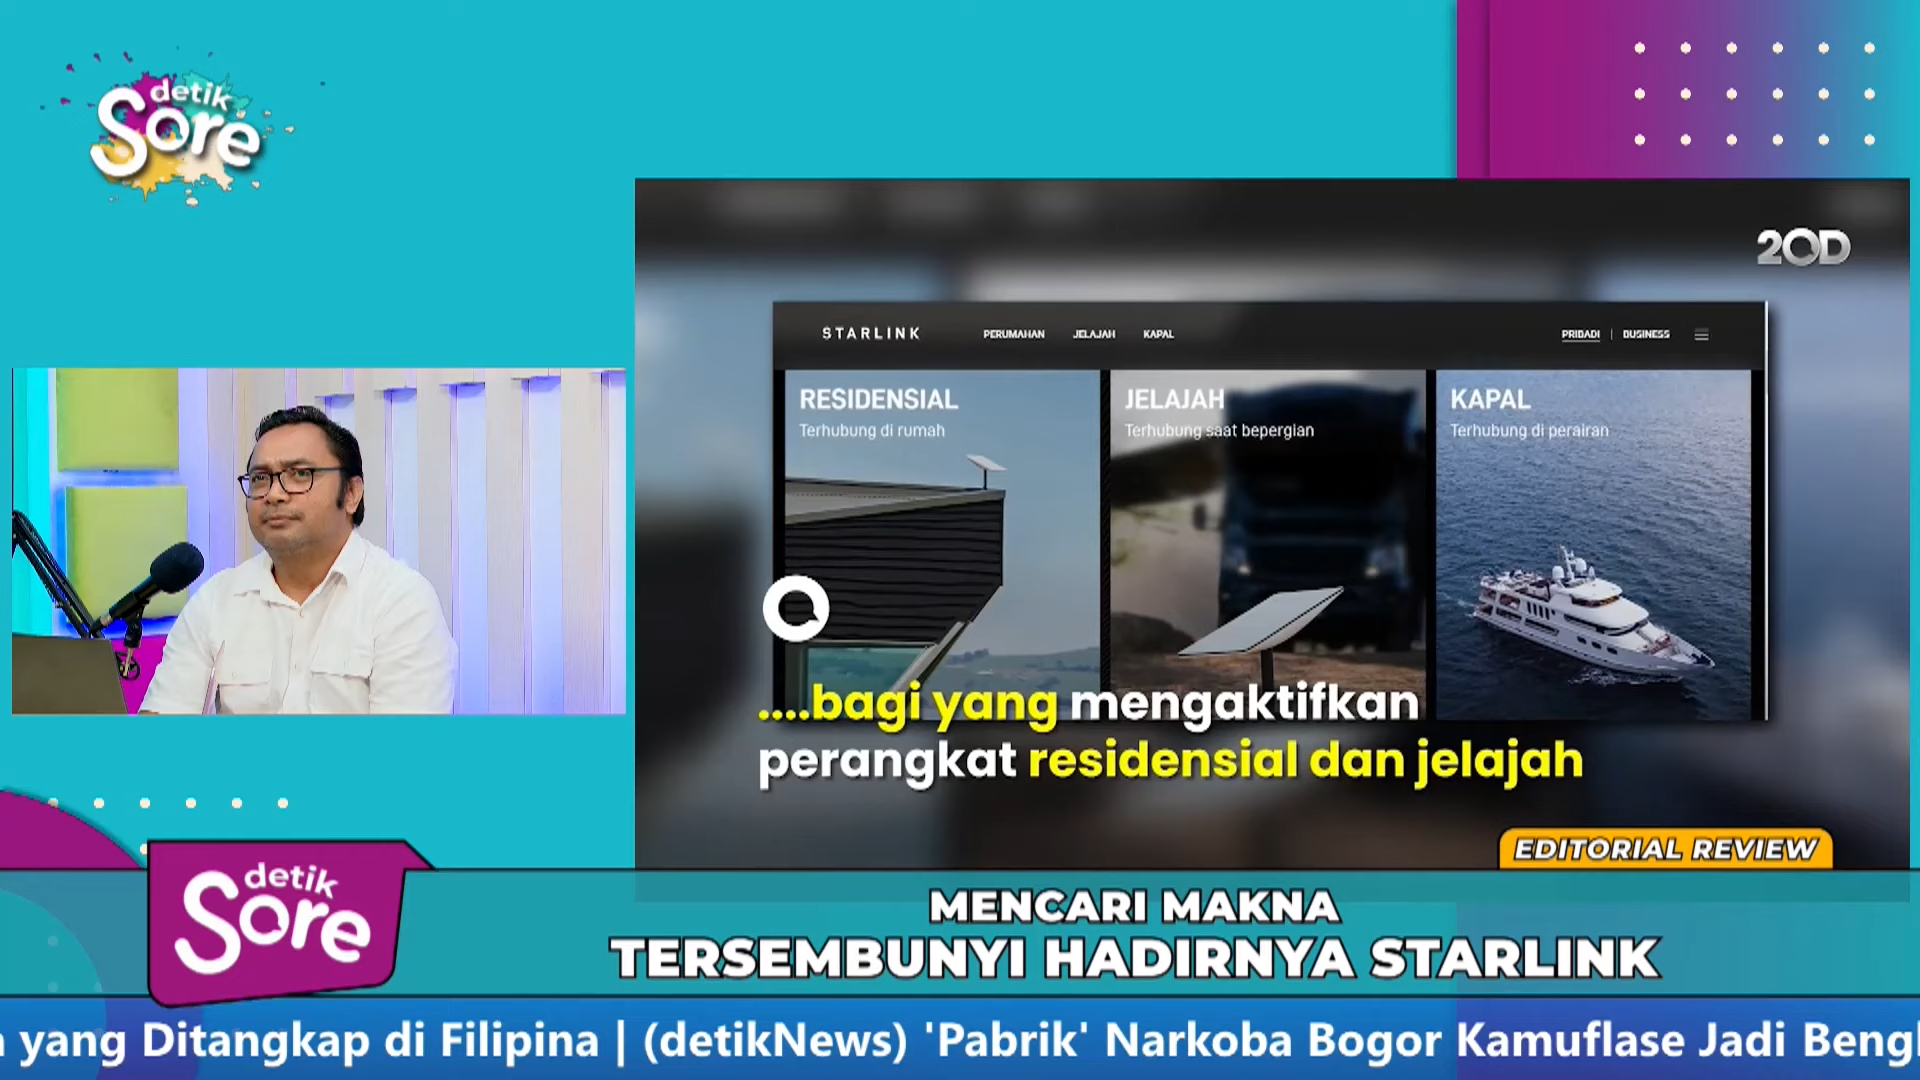 detik
Sore
20D
STARLINK
PERUMAHAN JELAJAH KAPAL
PRIBADI | BUSINESS
RESIDENSIAL
Terhubung di rumah
JELAJAH
Terhubung saat bepergian
KAPAL
Terhubung di perairan
....bagi yang mengaktifkan
perangkat residensial dan jelajah
EDITORIAL REVIEW
detik
Sore
MENCARI MAKNA
TERSEMBUNYI HADIRNYA STARLINK
yang Ditangkap di Filipina | (detikNews) 'Pabrik' Narkoba Bogor Kamuflase Jadi